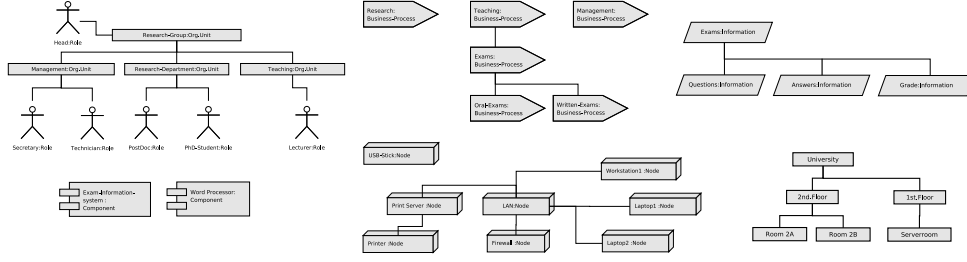 Head:Role
Research-Group:Org.Unit
Management:Org.Unit
Research-Department:Org.Unit
Teaching:Org.Unit
Secretary:Role
Technician:Role
PostDoc:Role
PhD-Student:Role
Lecturer:Role
Exam-Information-
system :
Component
Word Processor:
Component
Research:
Business-Process
Teaching:
Business-Process
Management:
Business-Process
Exams:
Business-Process
Oral-Exams:
Business-Process
Written-Exams:
Business-Process
Exams:Information
Questions:Information
Answers:Information
Grade:Information
USB-Stick:Node
Workstation1 :Node
Print Server :Node
LAN:Node
Laptop1 :Node
Printer :Node
Firewall :Node
Laptop2 :Node
University
2nd.Floor
1st.Floor
Room 2A
Room 2B
Serverroom